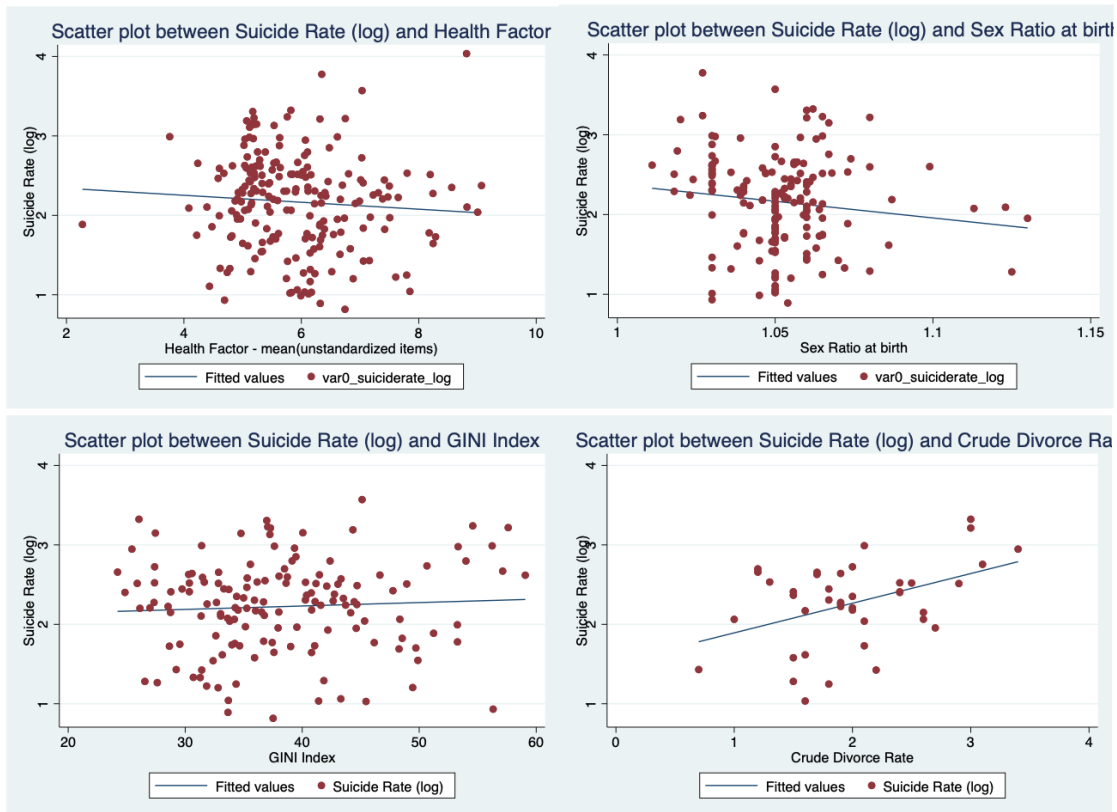 Scatter plot between Suicide Rate (log) and Health Factor
Suicide Rate (log)
4
3
2
1
2 4 6 8 10
Health Factor - mean(unstandardized items)
Fitted values var0_suiciderate_log
Scatter plot between Suicide Rate (log) and Sex Ratio at birth
Suicide Rate (log)
4
3
2
1
1 1.05 1.1 1.15
Sex Ratio at birth
Fitted values var0_suiciderate_log
Scatter plot between Suicide Rate (log) and GINI Index
Suicide Rate (log)
4
3
2
1
20 30 40 50 60
GINI Index
Fitted values Suicide Rate (log)
Scatter plot between Suicide Rate (log) and Crude Divorce Ra
Suicide Rate (log)
4
3
2
1
0 1 2 3 4
Crude Divorce Rate
Fitted values Suicide Rate (log)